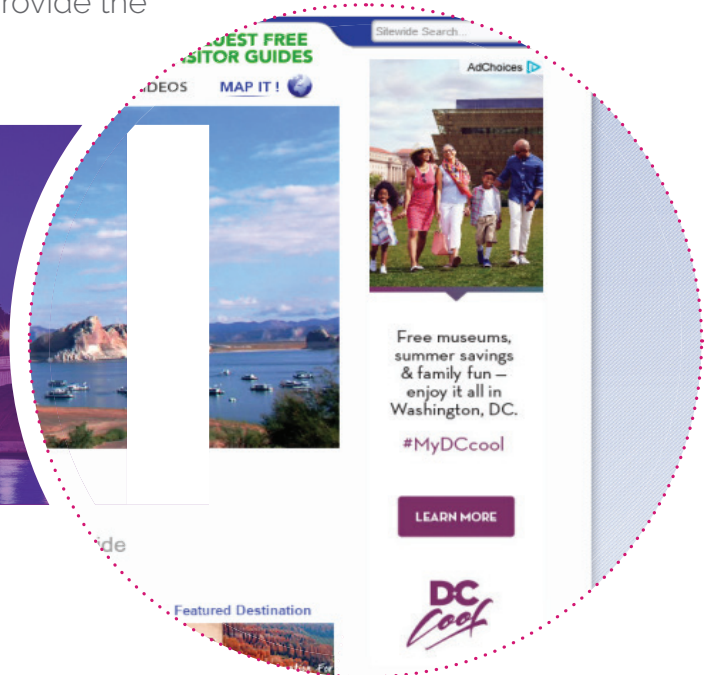 rovide the
UEST FREE
SITOR GUIDES
Sitewide Search...
AdChoices
IDEOS MAP IT !
Free museums,
summer savings
& family fun –
enjoy it all in
Washington, DC.
#MyDCcool
LEARN MORE
ide
DC
Cool
Featured Destination